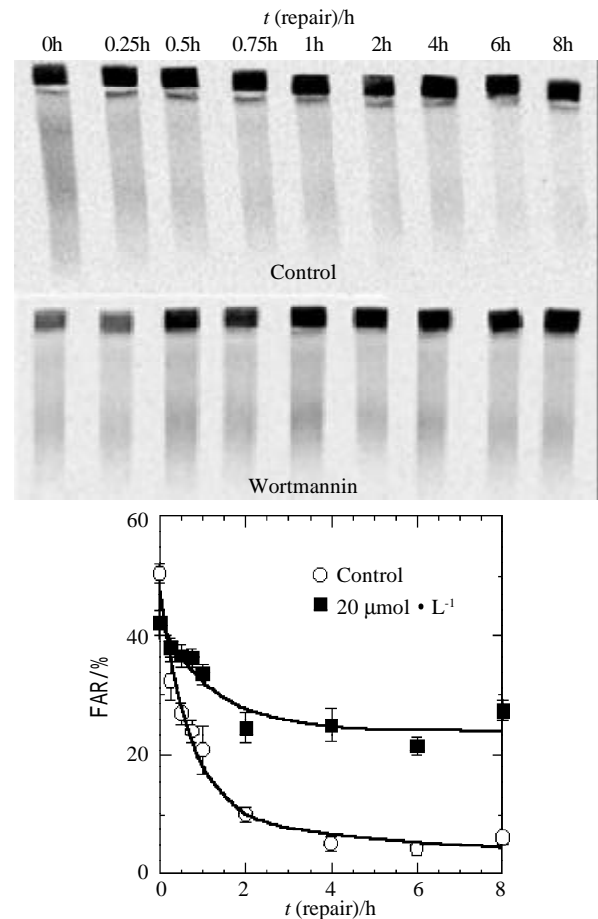 t (repair)/h
0h 0.25h 0.5h 0.75h 1h 2h 4h 6h 8h
Control
Wortmannin
60
40
20
0
FAR/%
Control
20 μmol • L-1
0 2 4 6 8
t (repair)/h